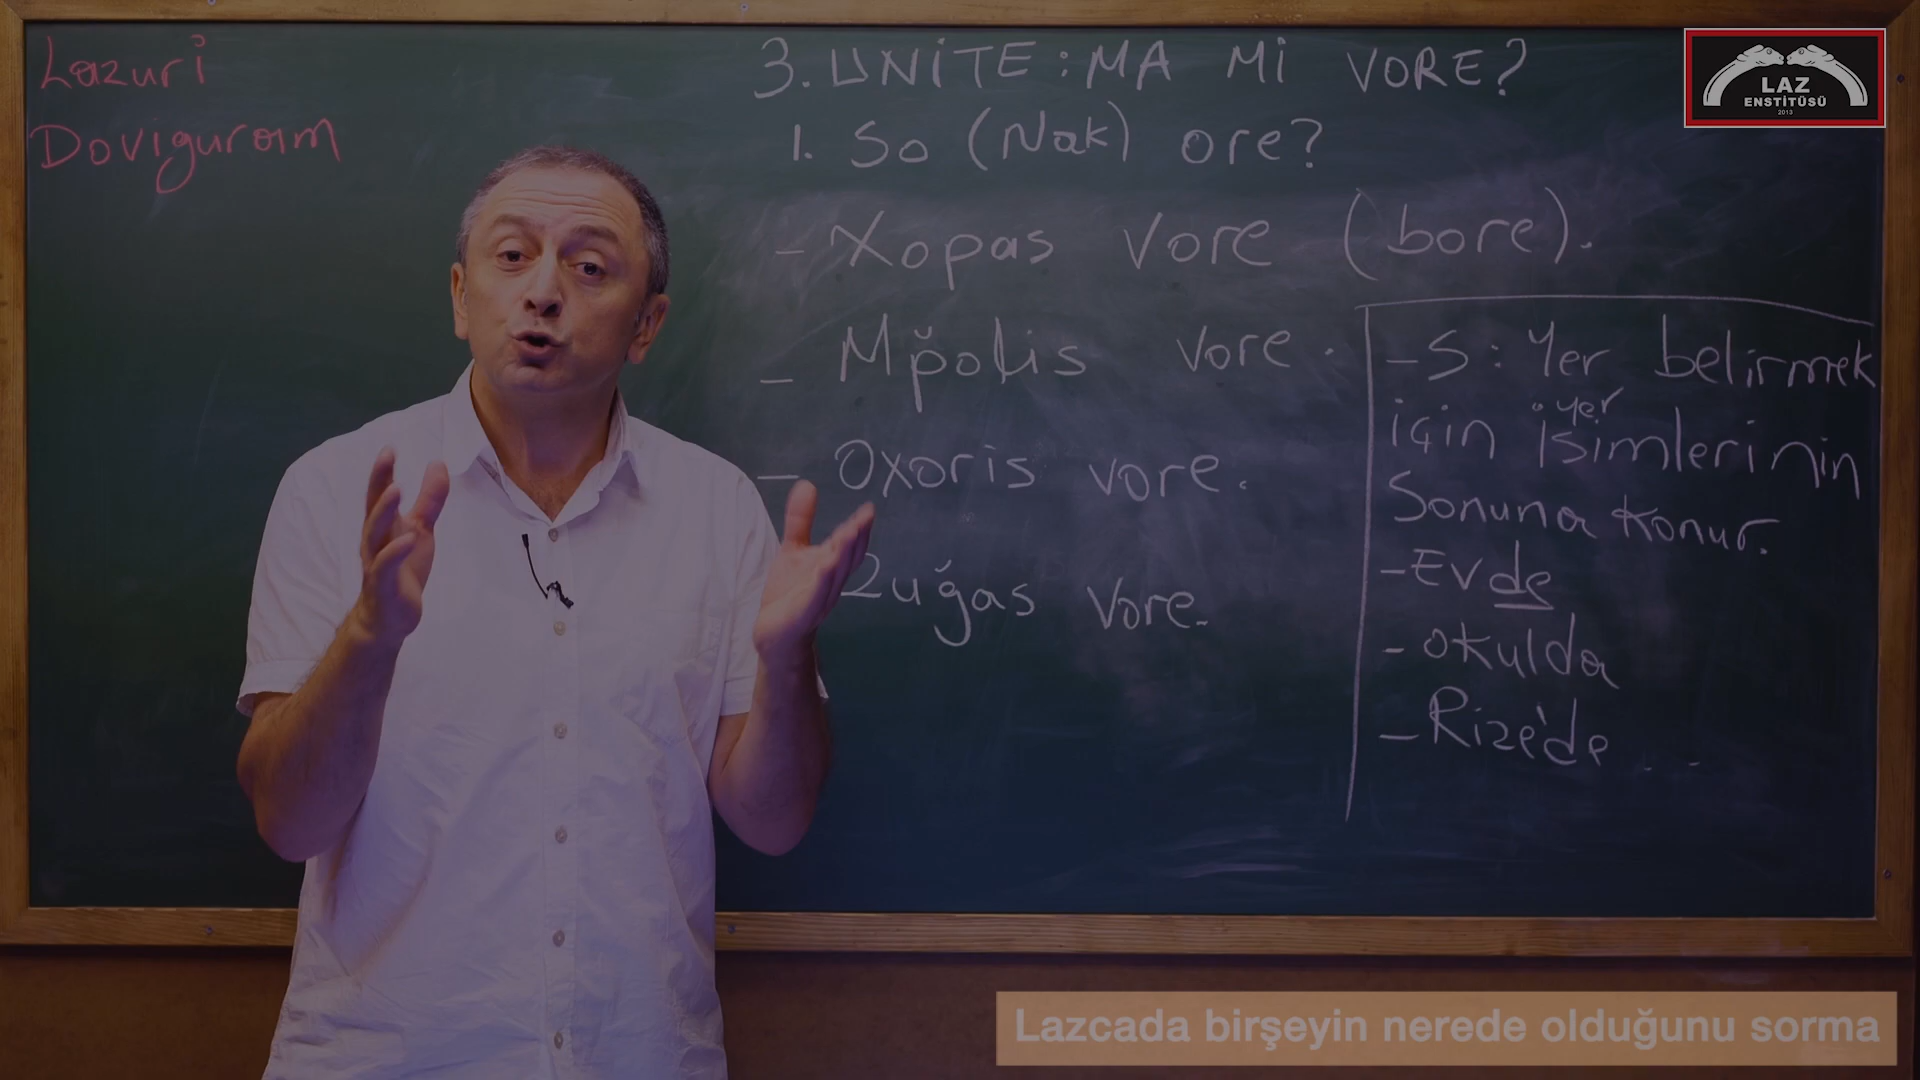 Lazuri
Doviguram
3. UNİTE : MA Mİ VORE?
1. So (Nak) ore?
- Xopas vore (bore).
- Mp̌olis vore.
- Oxoris vore.
Zuğas vore.
-S : Yer belirmek
için yer isimlerinin
Sonuna konur.
- Evde
- okulda
- Rize'de ...
LAZ
ENSTİTÜSÜ
2013
Lazcada birşeyin nerede olduğunu sorma